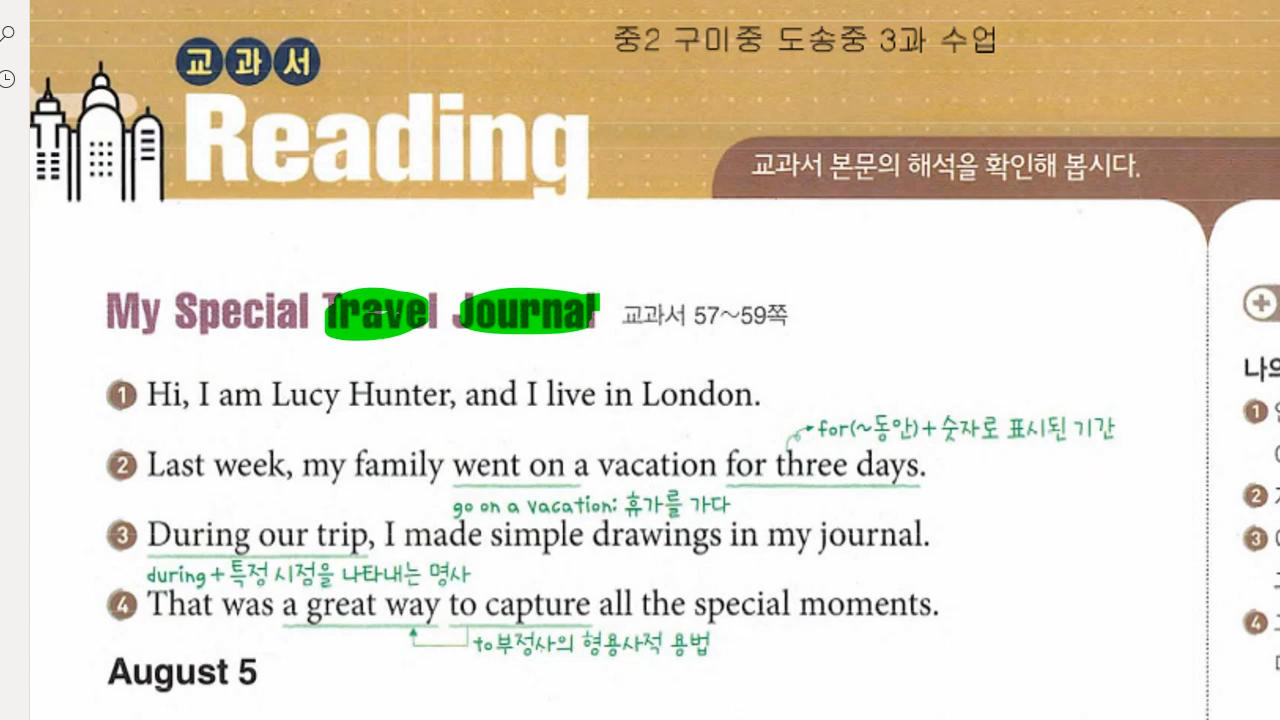 중2 구미중 도송중 3과 수업
교과서
Reading
교과서 본문의 해석을 확인해 봅시다.
My Special Travel Journal 교과서 57~59쪽
1 Hi, I am Lucy Hunter, and I live in London.
for(~동안)+숫자로 표시된 기간
2 Last week, my family went on a vacation for three days.
go on a vacation: 휴가를 가다
3 During our trip, I made simple drawings in my journal.
during+특정 시점을 나타내는 명사
4 That was a great way to capture all the special moments.
to부정사의 형용사적 용법
August 5
나의
1
2
3
4